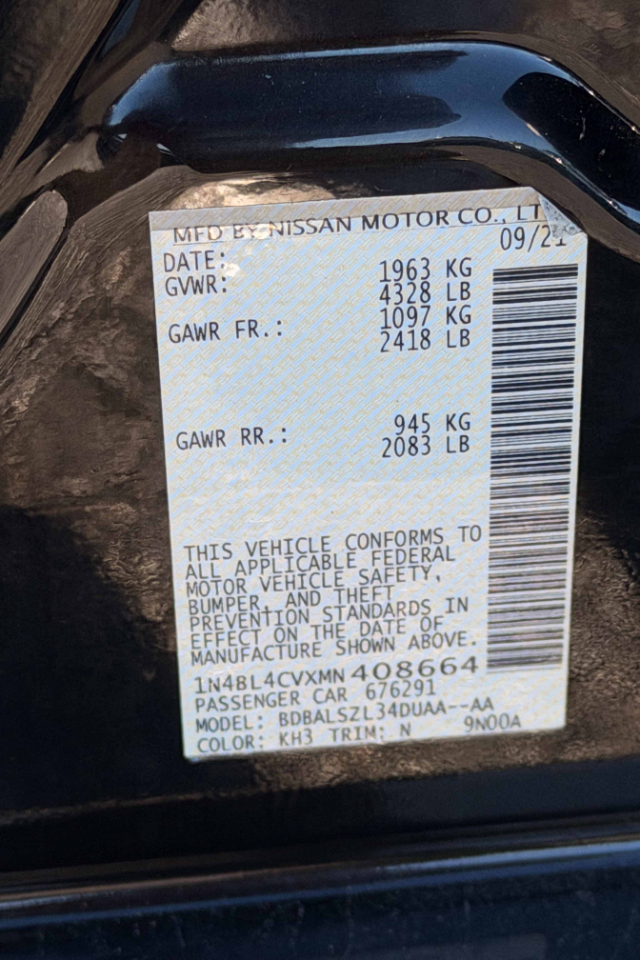 MFD BY NISSAN MOTOR CO., LT
DATE: 09/21
GVWR: 1963 KG
4328 LB
GAWR FR.: 1097 KG
2418 LB
GAWR RR.: 945 KG
2083 LB
THIS VEHICLE CONFORMS TO
ALL APPLICABLE FEDERAL
MOTOR VEHICLE SAFETY,
BUMPER, AND THEFT
PREVENTION STANDARDS IN
EFFECT ON THE DATE OF
MANUFACTURE SHOWN ABOVE.
1N4BL4CVXMN 408664
PASSENGER CAR 676291
MODEL: BDBALSZL34DUAA--AA
COLOR: KH3 TRIM: N 9N00A